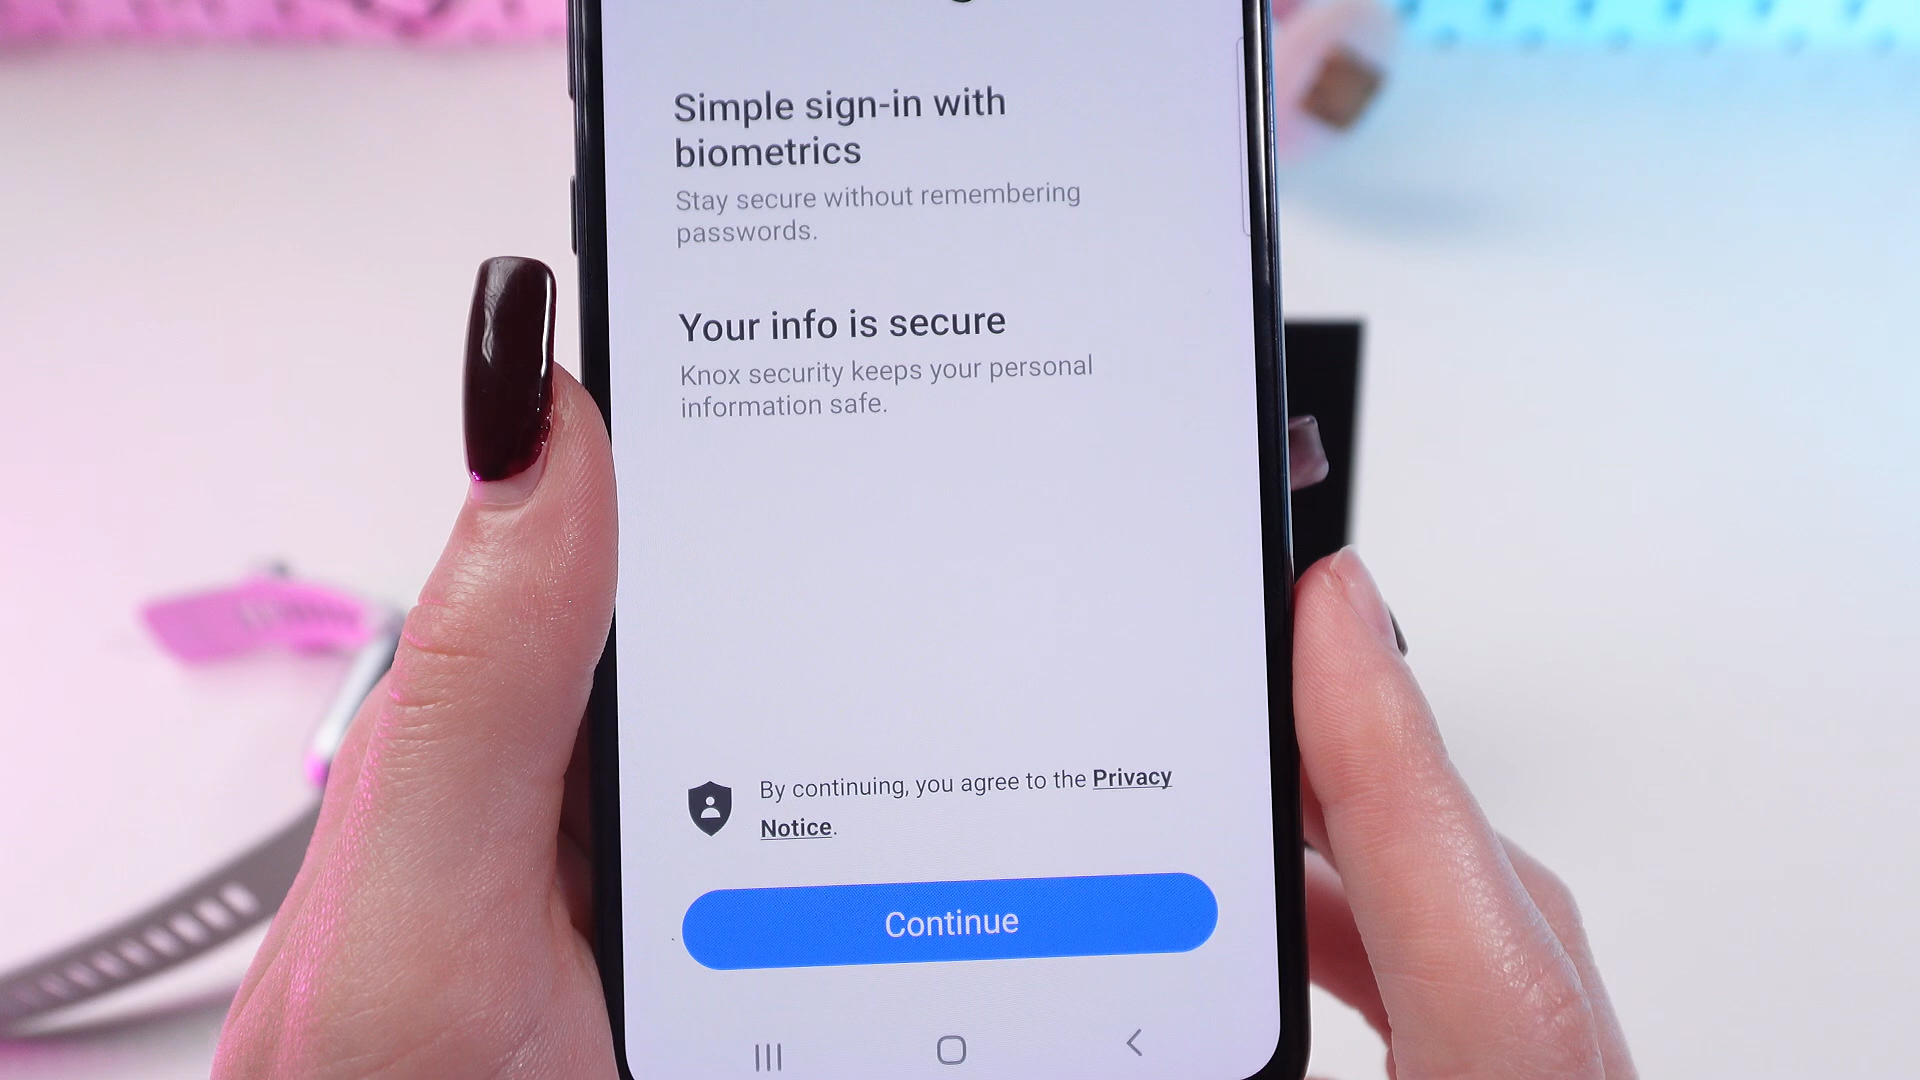 Simple sign-in with
biometrics
Stay secure without remembering
passwords.
Your info is secure
Knox security keeps your personal
information safe.
By continuing, you agree to the Privacy
Notice.
Continue